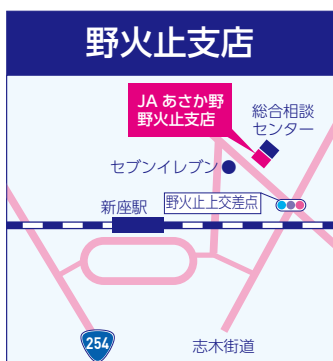 野火止支店
JA あさか野
野火止支店
総合相談
センター
セブンイレブン
新座駅
野火止上交差点
254
志木街道